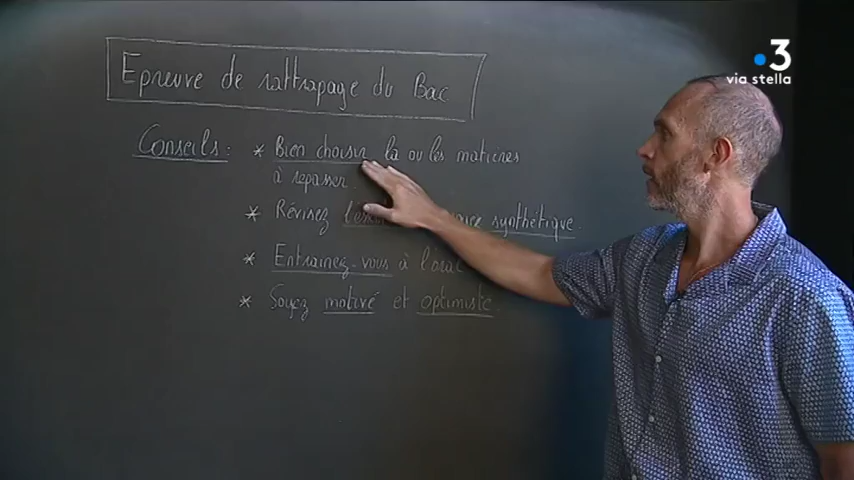 Epreuve de rattrapage du Bac
Conseils : * Bien choisir la ou les matières
à repasser.
* Révisez synthétique.
* Entrainez-vous à l'oral
* Soyez motivé et optimiste.
3
via stella